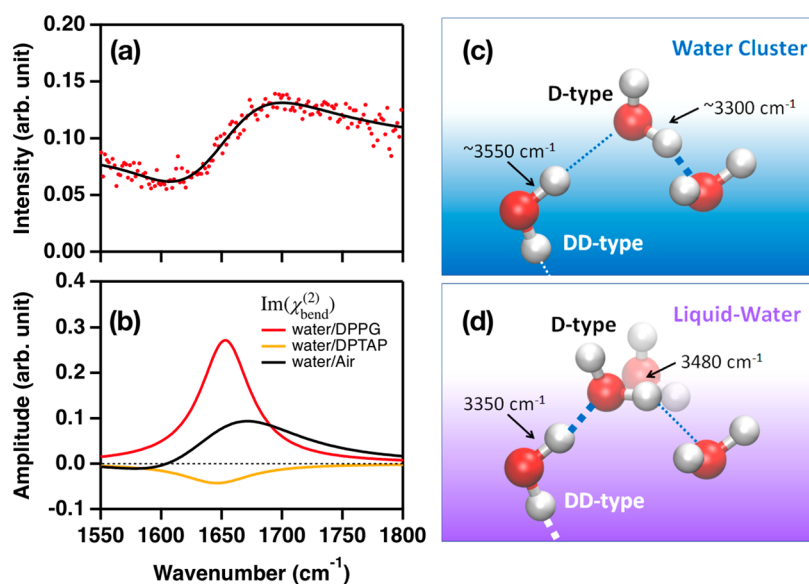 (a)
0.20
0.15
0.10
0.05
0.00
Intensity (arb. unit)
(b)
Im(χ(2)bend)
water/DPPG
water/DPTAP
water/Air
0.4
0.3
0.2
0.1
0.0
-0.1
Amplitude (arb. unit)
1550 1600 1650 1700 1750 1800
Wavenumber (cm-1)
(c)
Water Cluster
D-type
~3300 cm-1
~3550 cm-1
DD-type
(d)
Liquid-Water
D-type
3480 cm-1
3350 cm-1
DD-type